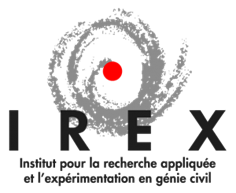 IREX
Institut pour la recherche appliquée
et l'expérimentation en génie civil